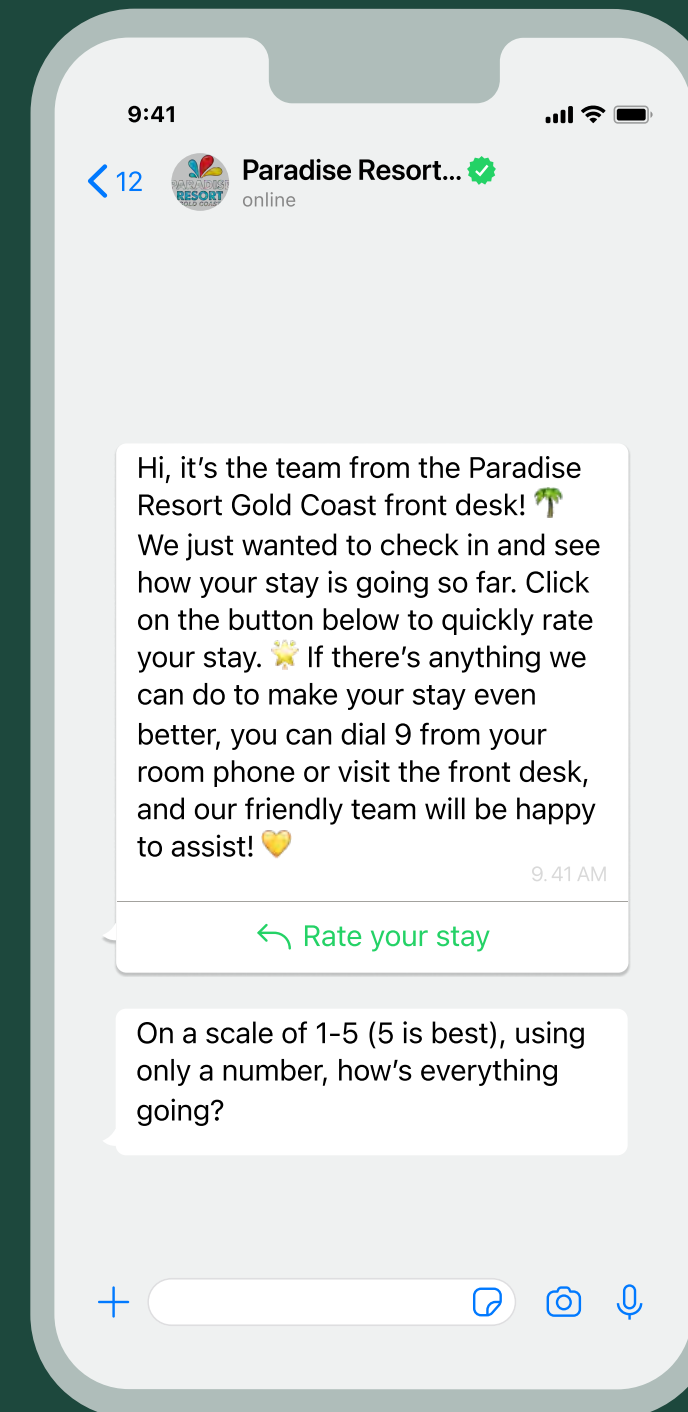 9:41
12
Paradise Resort...
online
PARADISE
RESORT
GOLD COAST
Hi, it’s the team from the Paradise
Resort Gold Coast front desk! 🌴
We just wanted to check in and see
how your stay is going so far. Click
on the button below to quickly rate
your stay. 🌟 If there’s anything we
can do to make your stay even
better, you can dial 9 from your
room phone or visit the front desk,
and our friendly team will be happy
to assist! 💛
9.41 AM
Rate your stay
On a scale of 1-5 (5 is best), using
only a number, how’s everything
going?